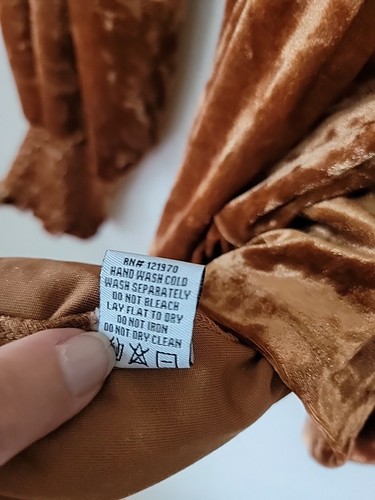 RN# 121970
HAND WASH COLD
WASH SEPARATELY
DO NOT BLEACH
LAY FLAT TO DRY
DO NOT IRON
DO NOT DRY CLEAN